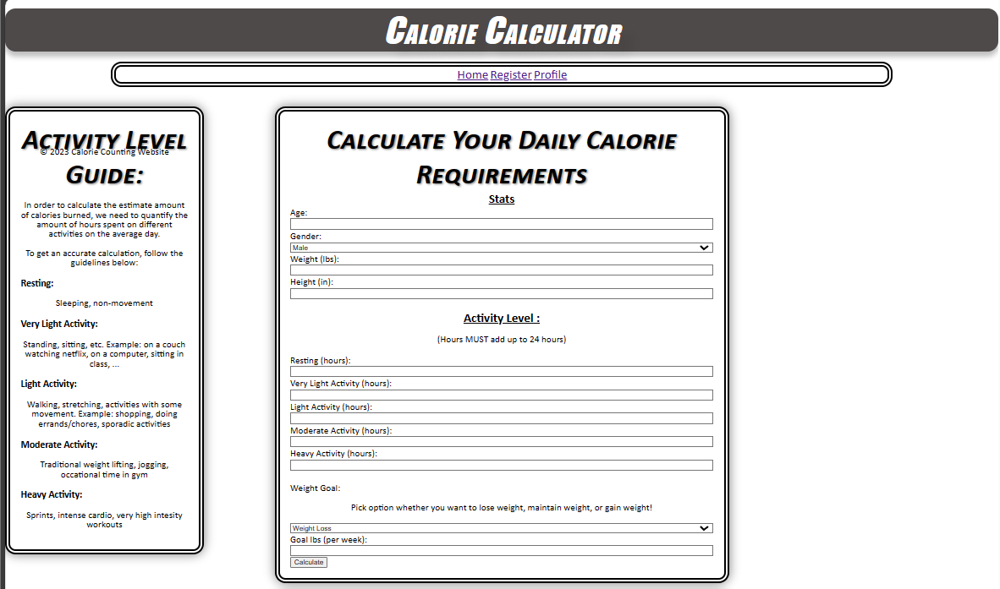 Calorie Calculator
Home Register Profile
Activity Level
© 2023 Calorie Counting Website
Guide:
In order to calculate the estimate amount
of calories burned, we need to quantify the
amount of hours spent on different
activities on the average day.
To get an accurate calculation, follow the
guidelines below:
Resting:
Sleeping, non-movement
Very Light Activity:
Standing, sitting, etc. Example: on a couch
watching netflix, on a computer, sitting in
class, ...
Light Activity:
Walking, stretching, activities with some
movement. Example: shopping, doing
errands/chores, sporadic activities
Moderate Activity:
Traditional weight lifting, jogging,
occational time in gym
Heavy Activity:
Sprints, intense cardio, very high intesity
workouts
Calculate Your Daily Calorie
Requirements
Stats
Age:
Gender:
Male
Weight (lbs):
Height (in):
Activity Level :
(Hours MUST add up to 24 hours)
Resting (hours):
Very Light Activity (hours):
Light Activity (hours):
Moderate Activity (hours):
Heavy Activity (hours):
Weight Goal:
Pick option whether you want to lose weight, maintain weight, or gain weight!
Weight Loss
Goal lbs (per week):
Calculate